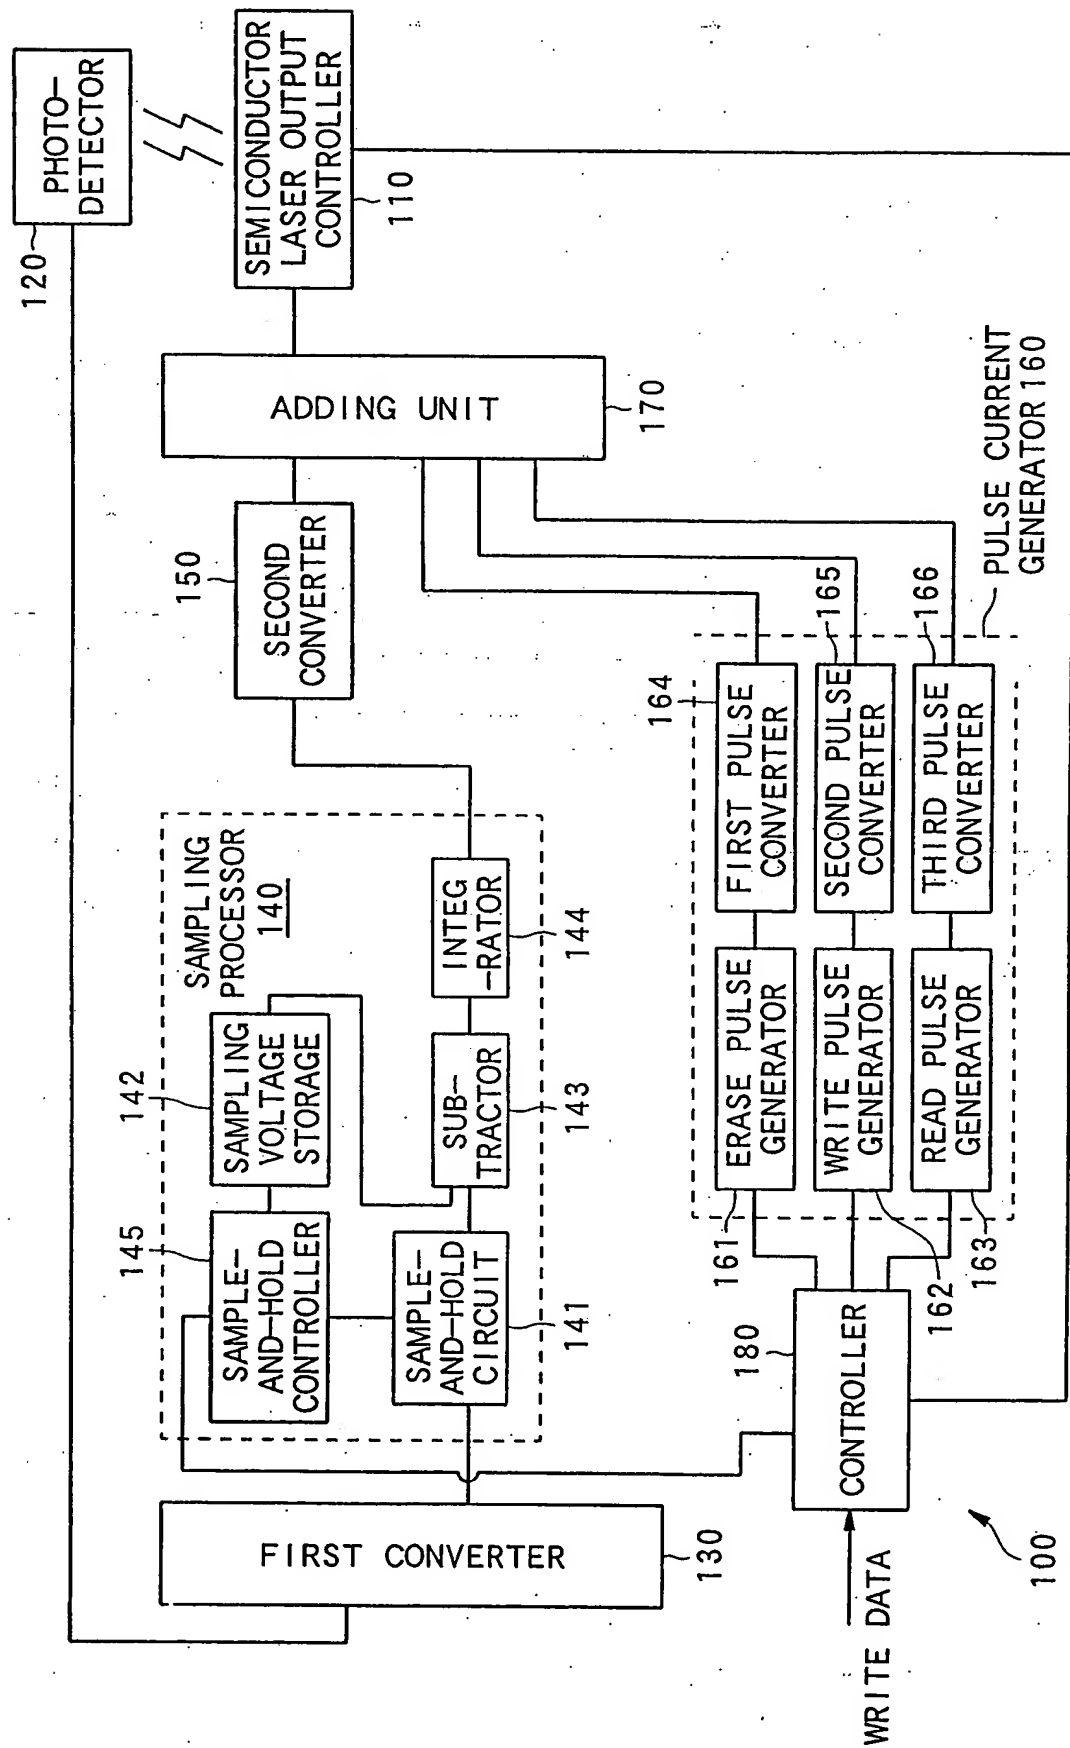 FIRST CONVERTER
130
SAMPLING
PROCESSOR
140
SAMPLE-
AND-HOLD
CONTROLLER
145
SAMPLING
VOLTAGE
STORAGE
142
SAMPLE-
AND-HOLD
CIRCUIT
141
SUB-
TRACTOR
143
INTEG
-RATOR
144
SECOND
CONVERTER
150
ADDING UNIT
170
PHOTO-
DETECTOR
120
SEMICONDUCTOR
LASER OUTPUT
CONTROLLER
110
WRITE DATA
CONTROLLER
180
ERASE PULSE
GENERATOR
161
WRITE PULSE
GENERATOR
162
READ PULSE
GENERATOR
163
FIRST PULSE
CONVERTER
164
SECOND PULSE
CONVERTER
165
THIRD PULSE
CONVERTER
166
PULSE CURRENT
GENERATOR 160
100